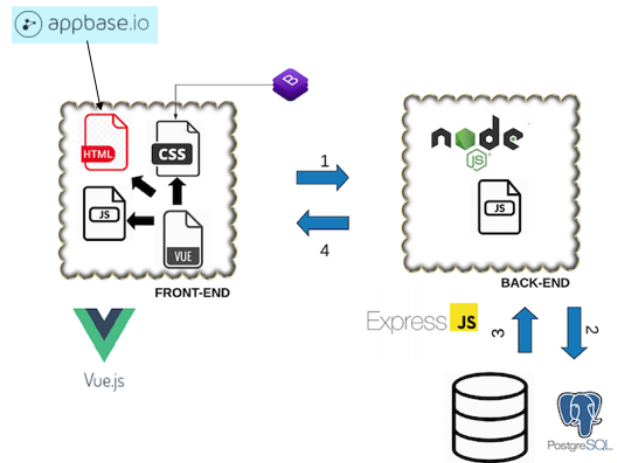 appbase.io
B
HTML
CSS
JS
VUE
FRONT-END
Vue.js
1
4
node
JS
JS
BACK-END
Express JS
3
2
PostgreSQL